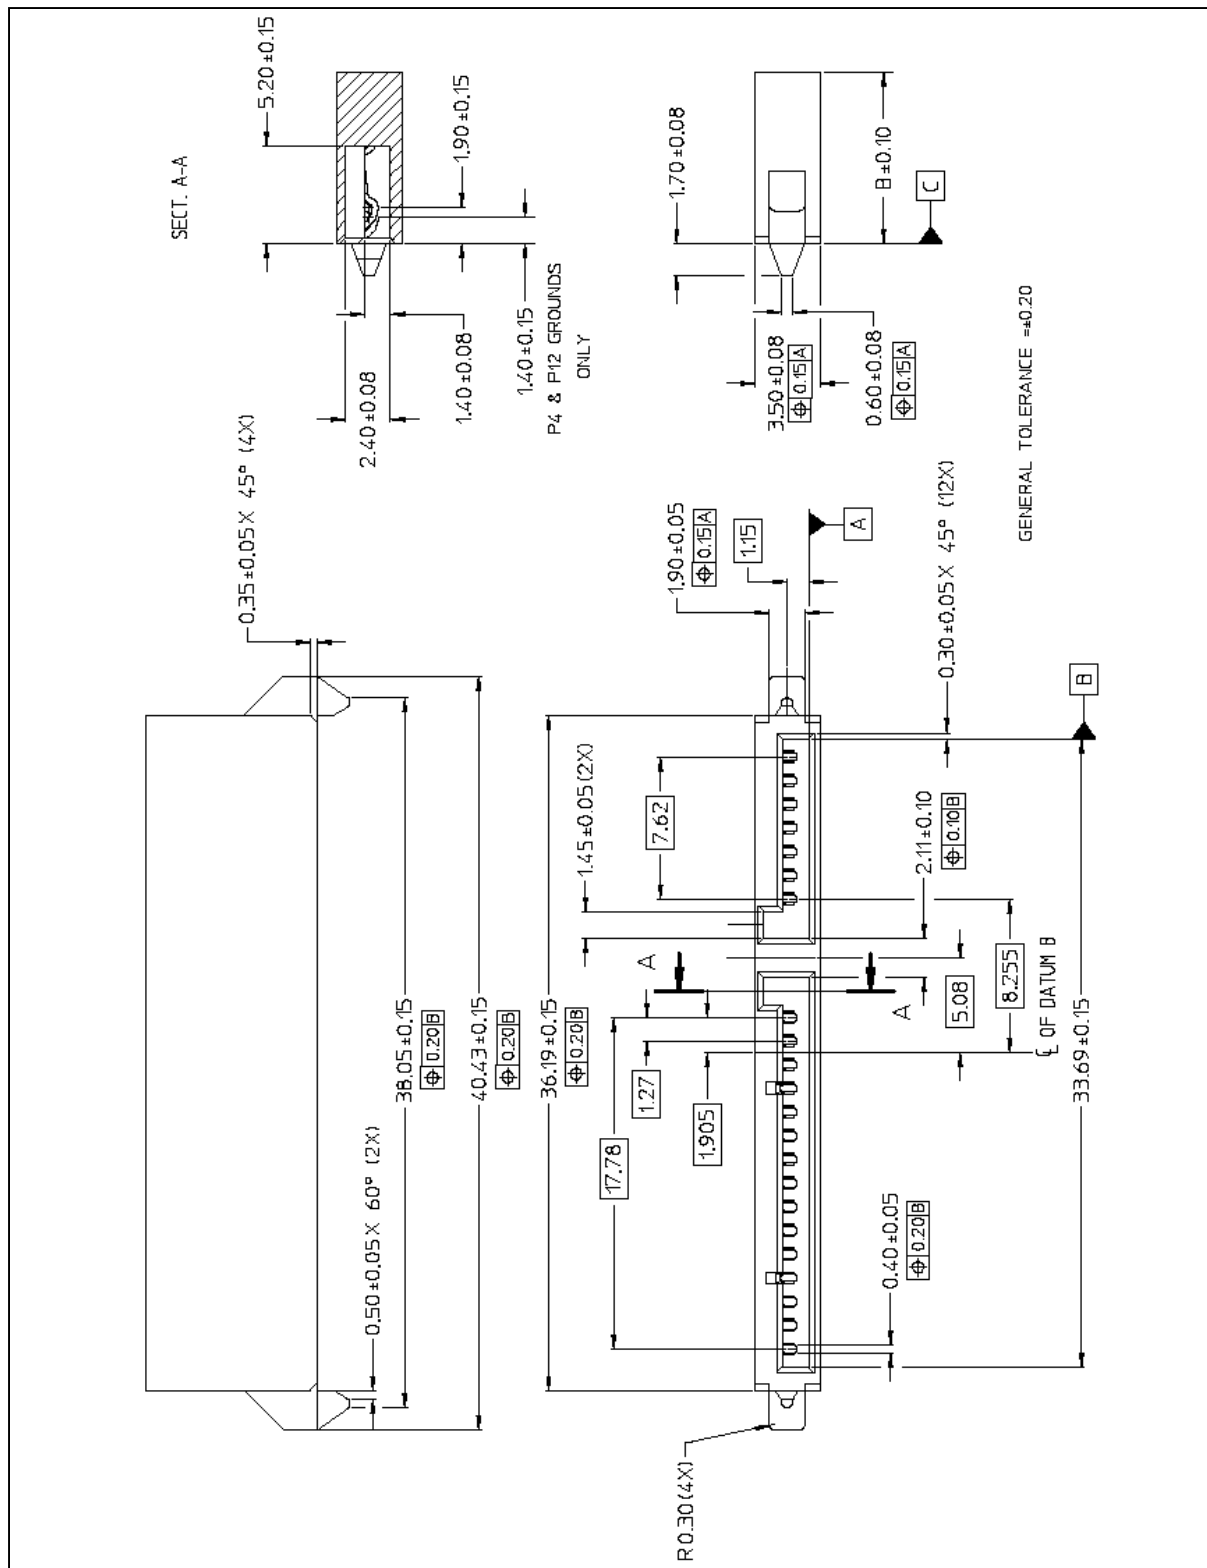 SECT. A-A
5.20±0.15
1.90±0.15
2.40±0.08
1.40±0.08
1.40±0.15
P4 & P12 GROUNDS
ONLY
1.70±0.08
B±0.10
C
3.50±0.08
⌖ 0.15 A
0.60±0.08
⌖ 0.15 A
GENERAL TOLERANCE =±0.20
0.35±0.05 X 45° (4X)
0.50±0.05 X 60° (2X)
38.05±0.15
⌖ 0.20 B
40.43±0.15
⌖ 0.20 B
36.19±0.15
⌖ 0.20 B
1.90±0.05
⌖ 0.15 A
1.15
A
0.30±0.05 X 45° (12X)
B
1.45±0.05 (2X)
7.62
2.11±0.10
⌖ 0.10 B
A
A
5.08
8.255
℄ OF DATUM B
33.69±0.15
1.27
17.78
1.905
0.40±0.05
⌖ 0.20 B
R0.30 (4X)